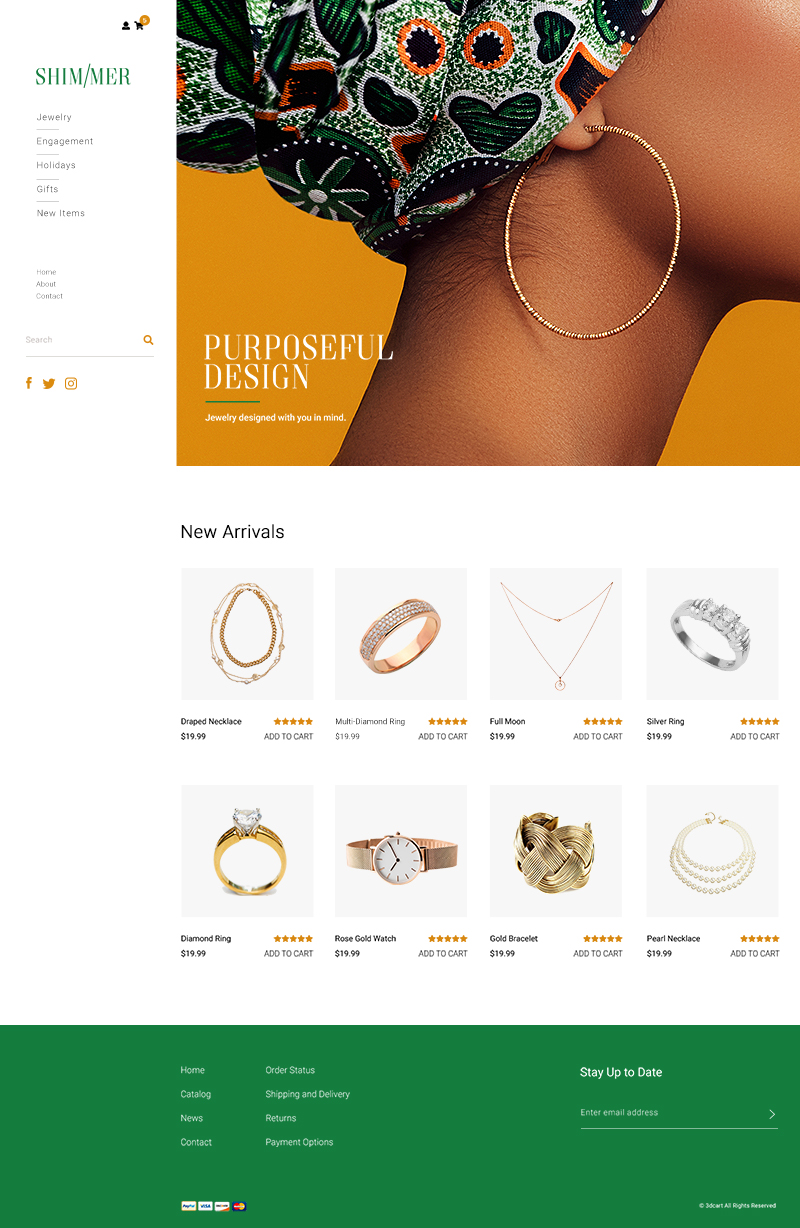 5
SHIM/MER
Jewelry
Engagement
Holidays
Gifts
New Items
Home
About
Contact
Search
PURPOSEFUL
DESIGN
Jewelry designed with you in mind.
New Arrivals
Draped Necklace
$19.99 ADD TO CART
Multi-Diamond Ring
$19.99 ADD TO CART
Full Moon
$19.99 ADD TO CART
Silver Ring
$19.99 ADD TO CART
Diamond Ring
$19.99 ADD TO CART
Rose Gold Watch
$19.99 ADD TO CART
Gold Bracelet
$19.99 ADD TO CART
Pearl Necklace
$19.99 ADD TO CART
Home
Catalog
News
Contact
Order Status
Shipping and Delivery
Returns
Payment Options
Stay Up to Date
Enter email address
PayPal VISA
© 3dcart All Rights Reserved